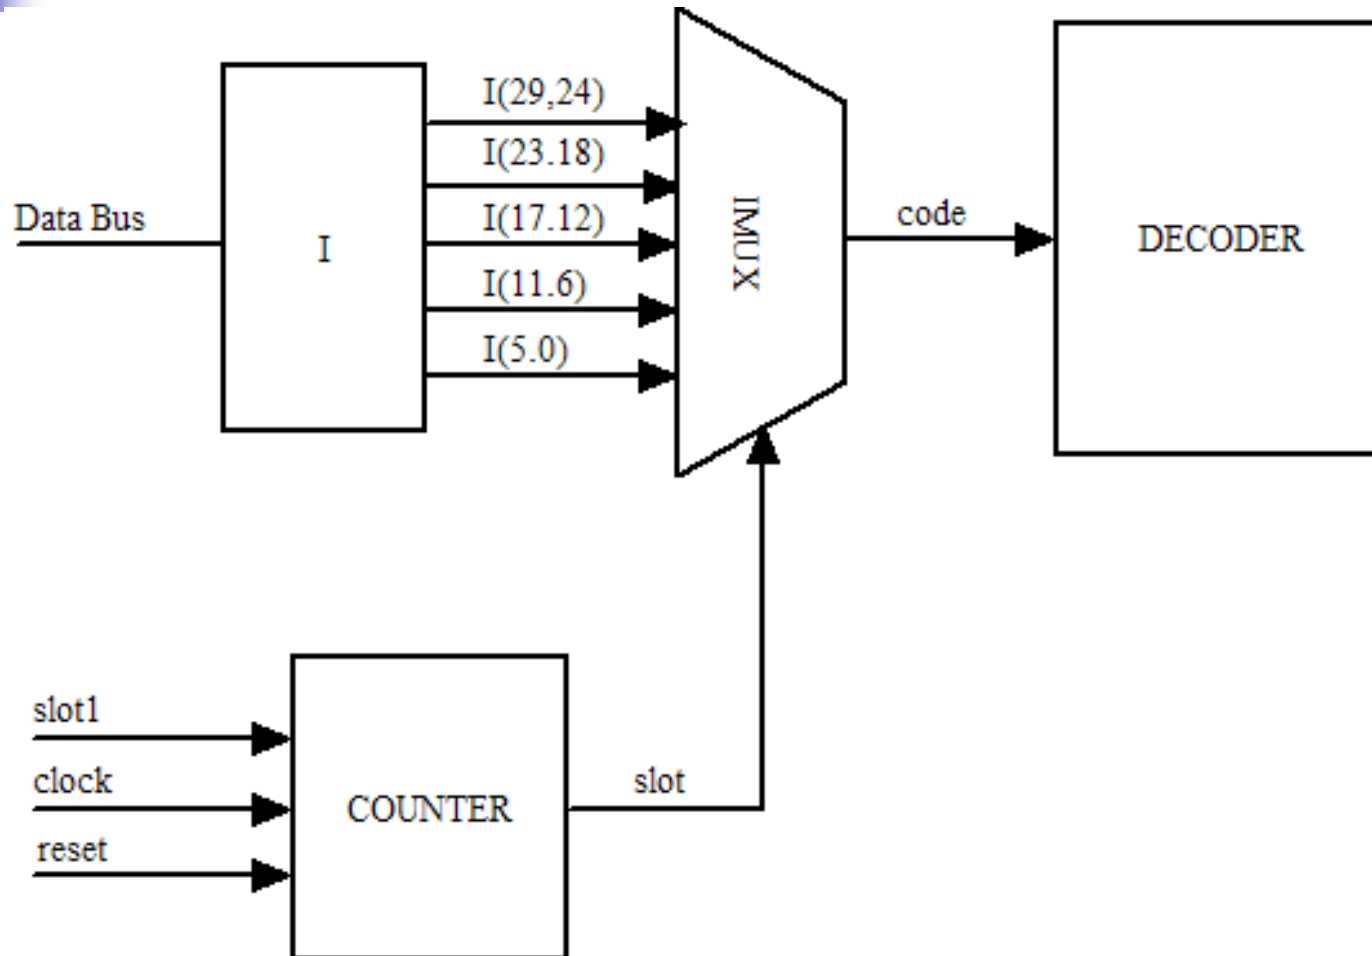 I(29,24)
I(23.18)
Data Bus
I
I(17.12)
I(11.6)
I(5.0)
IMUX
code
DECODER
slot1
clock
reset
COUNTER
slot